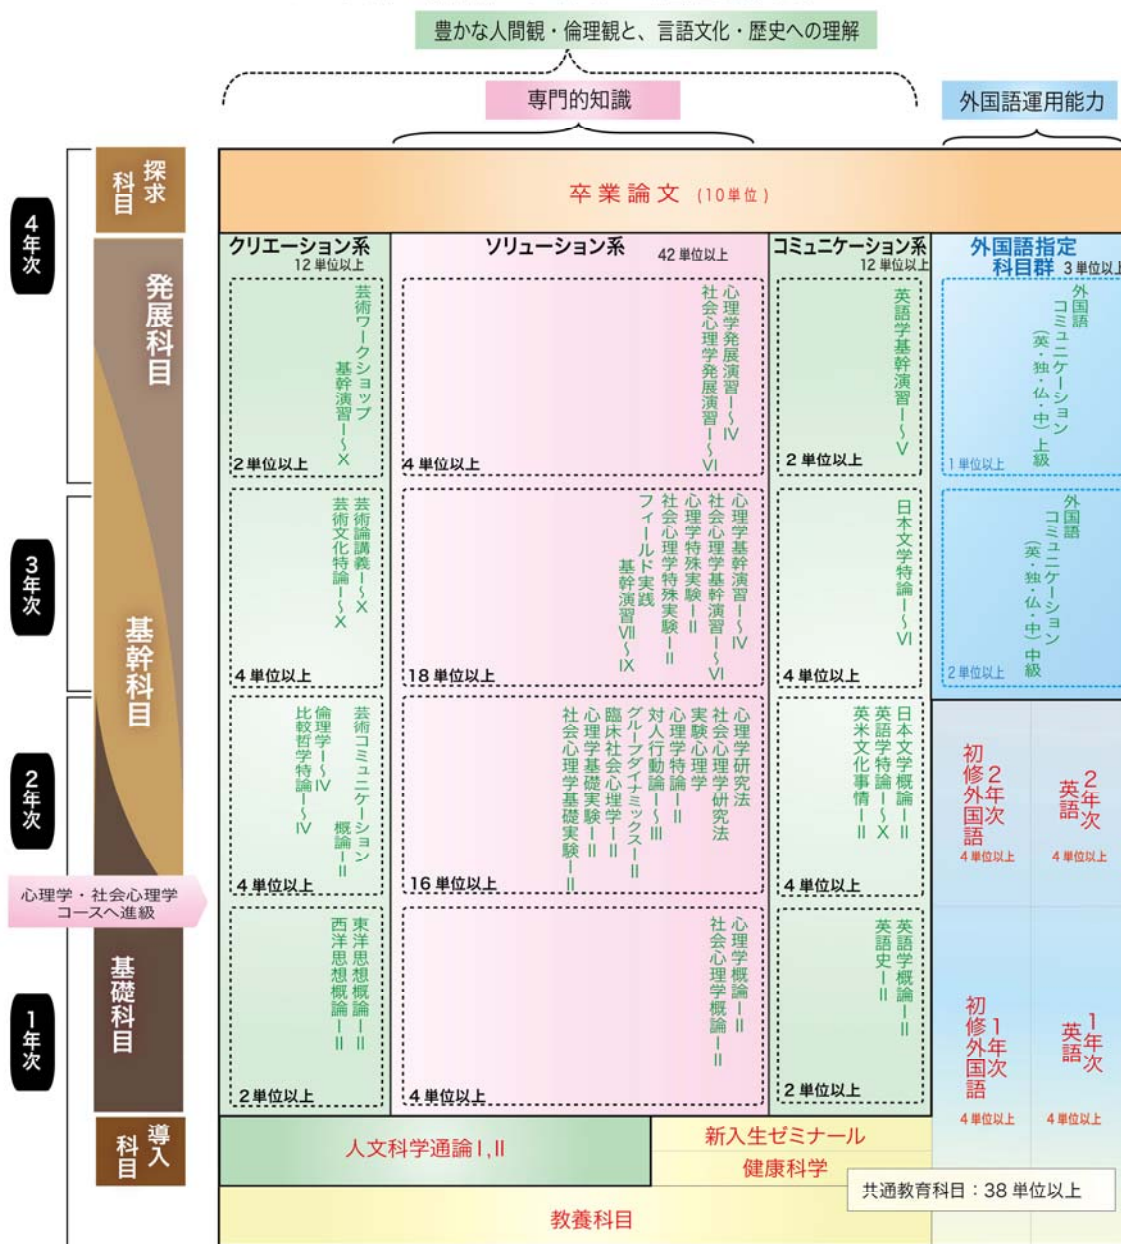 豊かな人間観・倫理観と、言語文化・歴史への理解
専門的知識
外国語運用能力
探求
科目
4年次
卒業論文 (10単位)
発展科目
クリエーション系
12単位以上
芸術ワークショップ
基幹演習I~X
2単位以上
ソリューション系
42単位以上
心理学発展演習I~IV
社会心理学発展演習I~VI
4単位以上
コミュニケーション系
12単位以上
英語学基幹演習I~V
2単位以上
外国語指定
科目群 3単位以上
外国語
コミュニケーション
(英・独・仏・中)上級
1単位以上
3年次
基幹科目
芸術論講義I~X
芸術文化特論I~X
4単位以上
心理学基幹演習I~IV
社会心理学基幹演習I~VI
心理学特殊実験I~II
社会心理学特殊実験I~II
フィールド実践
基幹演習VII~IX
18単位以上
日本文学特論I~VI
4単位以上
外国語
コミュニケーション
(英・独・仏・中)中級
2単位以上
2年次
芸術コミュニケーション
概論I~II
倫理学I~IV
比較哲学特論I~IV
4単位以上
心理学研究法
社会心理学研究法
実験心理学
心理学特論I~II
対人行動論I~III
グループダイナミックスI~II
臨床社会心理学I~II
心理学基礎実験I~II
社会心理学基礎実験I~II
16単位以上
日本文学概論I~II
英語学特論I~X
英米文化事情I~II
4単位以上
2年次
初修外国語
4単位以上
2年次
英語
4単位以上
心理学・社会心理学
コースへ進級
1年次
基礎科目
東洋思想概論I~II
西洋思想概論I~II
2単位以上
心理学概論I~II
社会心理学概論I~II
4単位以上
英語学概論I~II
英語史I~II
2単位以上
1年次
初修外国語
4単位以上
1年次
英語
4単位以上
導入
科目
人文科学通論I,II
新入生ゼミナール
健康科学
共通教育科目:38単位以上
教養科目